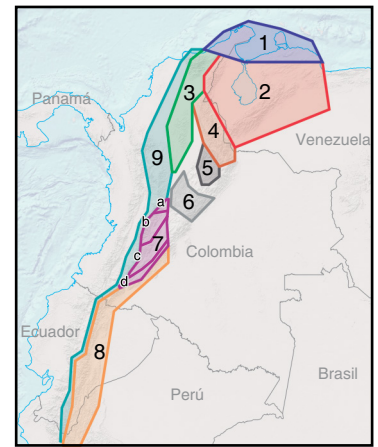 1
2
3
Panamá
4
Venezuela
9
5
6
a
b
7
c
Colombia
d
Ecuador
8
Perú
Brasil